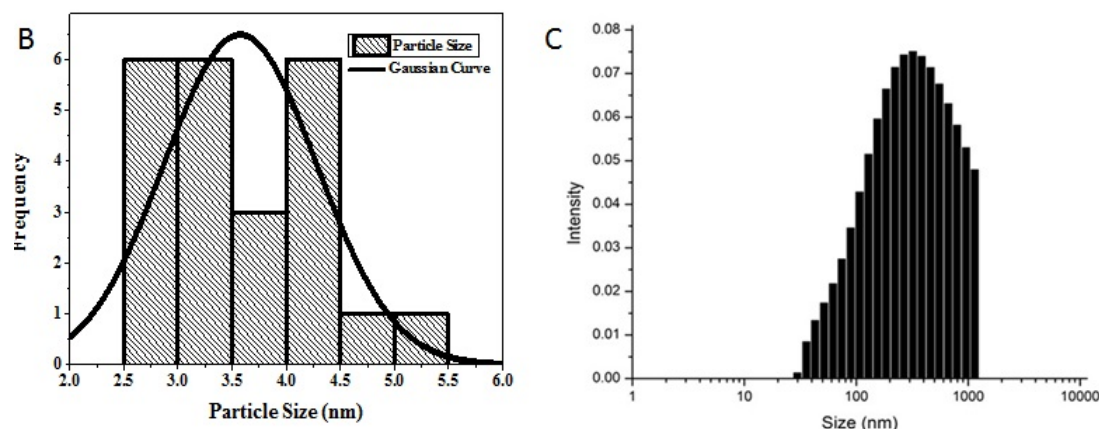 B
Particle Size
Gaussian Curve
Frequency
6
5
4
3
2
1
0
2.0 2.5 3.0 3.5 4.0 4.5 5.0 5.5 6.0
Particle Size (nm)
C
Intensity
0.08
0.07
0.06
0.05
0.04
0.03
0.02
0.01
0.00
1 10 100 1000 10000
Size (nm)